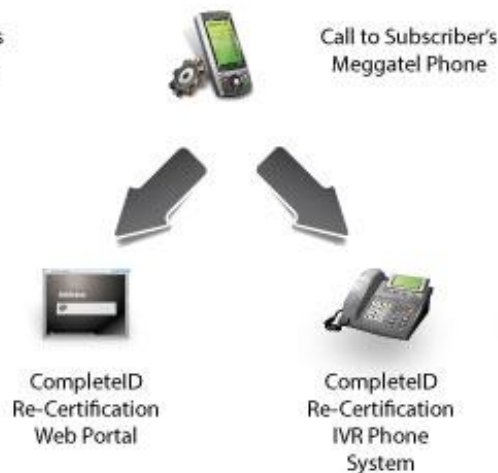 s
Call to Subscriber's
Meggatel Phone
CompleteID
Re-Certification
Web Portal
CompleteID
Re-Certification
IVR Phone
System